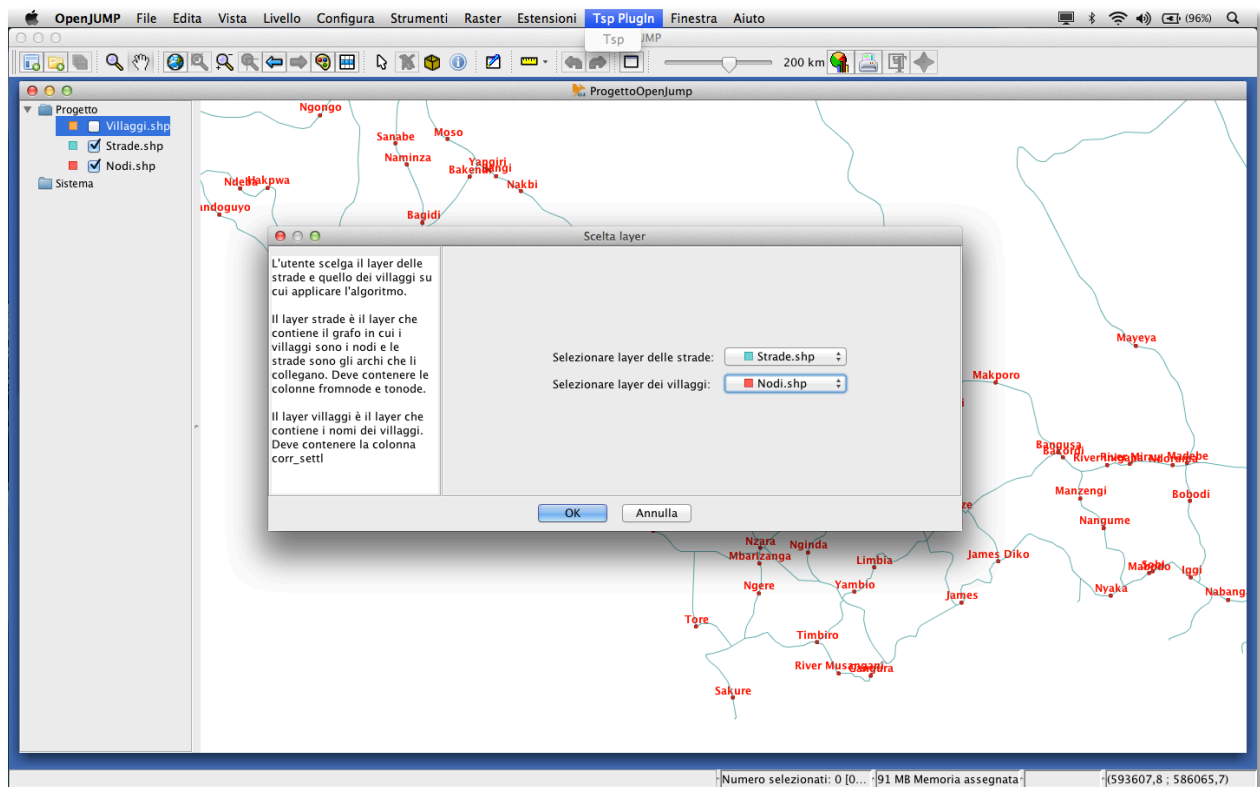 OpenJUMP File Edita Vista Livello Configura Strumenti Raster Estensioni Tsp PlugIn Finestra Aiuto (96%)
Tsp
JMP
200 km
ProgettoOpenJump
Progetto
Villaggi.shp
Strade.shp
Nodi.shp
Sistema
Ngongo
Sanabe
Moso
Naminza
Yangiri
Nakbi
Hakpwa
andoguyo
Bagidi
Scelta layer
L'utente scelga il layer delle
strade e quello dei villaggi su
cui applicare l'algoritmo.
Il layer strade è il layer che
contiene il grafo in cui i
villaggi sono i nodi e le
strade sono gli archi che li
collegano. Deve contenere le
colonne fromnode e tonode.
Il layer villaggi è il layer che
contiene i nomi dei villaggi.
Deve contenere la colonna
corr_settl
Selezionare layer delle strade: Strade.shp
Selezionare layer dei villaggi: Nodi.shp
OK Annulla
Mayeya
Makporo
Bangusa
Bakordi
Madebe
Manzengi
Bobodi
Nangume
ze
Nzara
Nginda
Mbarizanga
Limbia
James Diko
Sobi
Iggi
Ngere
Yambio
James
Nyaka
Nabang
Tore
Timbiro
River Musangani
Gangura
Sakure
Numero selezionati: 0 [0... 91 MB Memoria assegnata (593607,8 ; 586065,7)